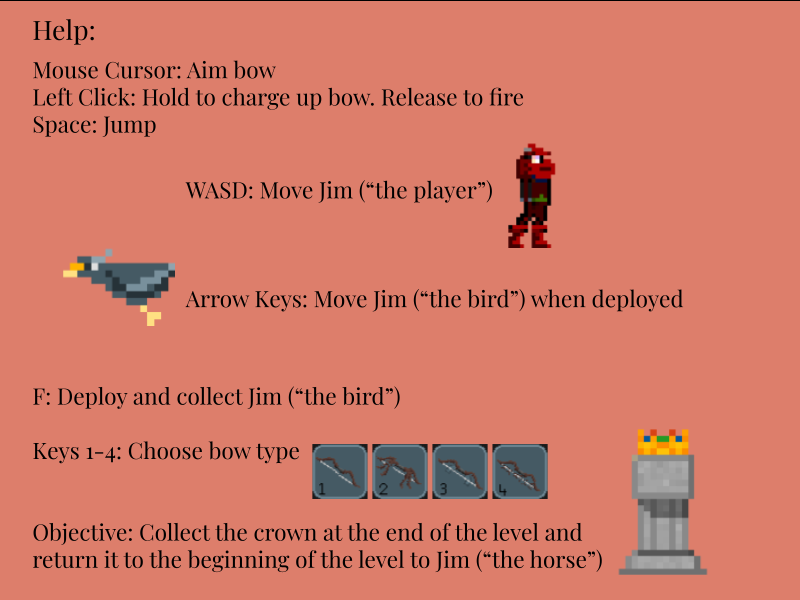 Help:
Mouse Cursor: Aim bow
Left Click: Hold to charge up bow. Release to fire
Space: Jump
WASD: Move Jim (“the player”)
Arrow Keys: Move Jim (“the bird”) when deployed
F: Deploy and collect Jim (“the bird”)
Keys 1-4: Choose bow type
1 2 3 4
Objective: Collect the crown at the end of the level and
return it to the beginning of the level to Jim (“the horse”)